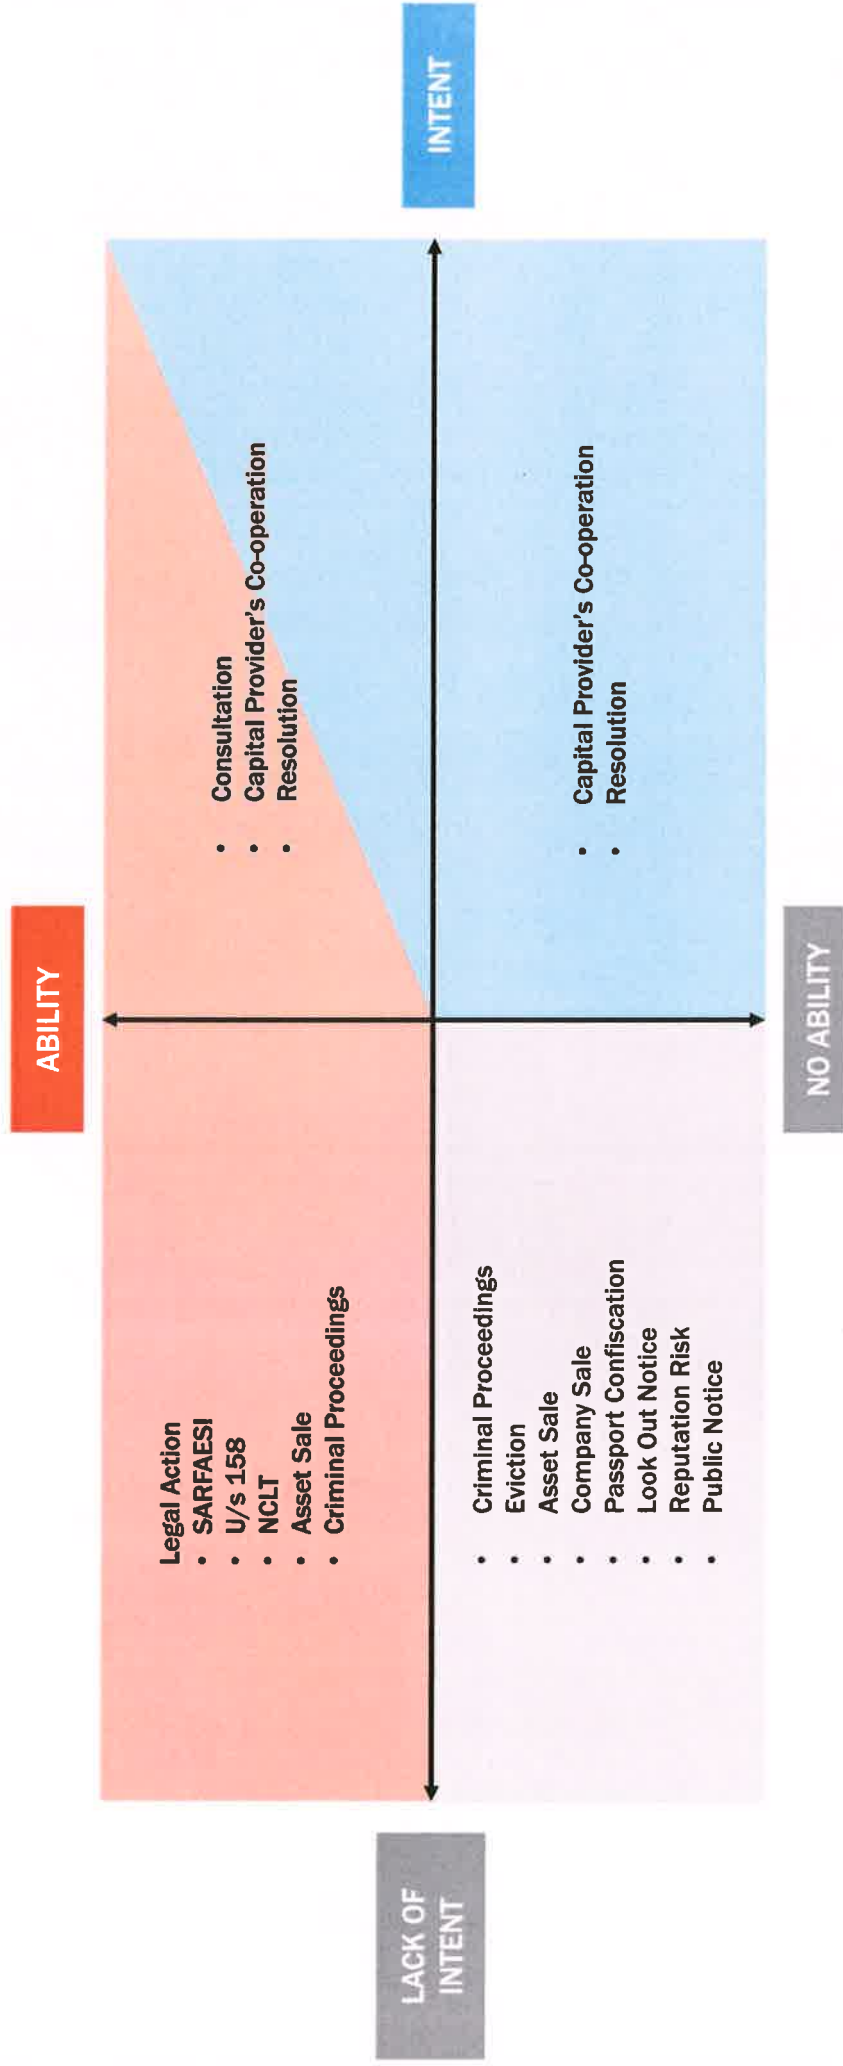 ABILITY
Legal Action
• SARFAESI
• U/s 158
• NCLT
• Asset Sale
• Criminal Proceedings
• Consultation
• Capital Provider's Co-operation
• Resolution
LACK OF
INTENT
INTENT
• Criminal Proceedings
• Eviction
• Asset Sale
• Company Sale
• Passport Confiscation
• Look Out Notice
• Reputation Risk
• Public Notice
• Capital Provider's Co-operation
• Resolution
NO ABILITY